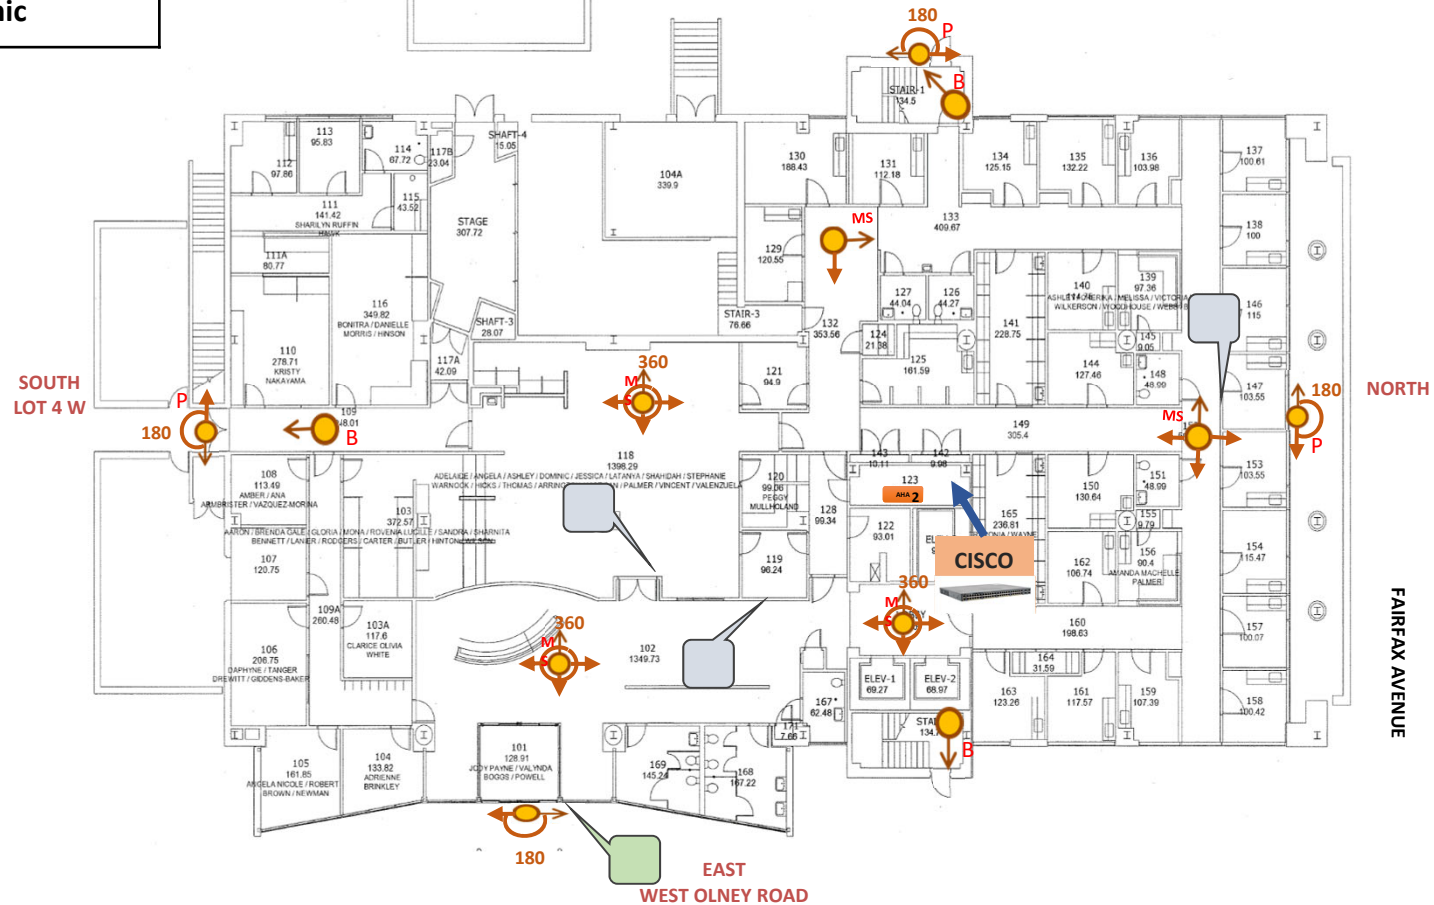 nic
180
P
B
STAIR-1
134.5
SHAFT-4
15.05
113
95.83
114
67.72
117B
23.04
112
97.86
104A
339.9
130
188.43
131
112.18
134
125.15
135
132.22
136
103.98
137
100.61
115
43.52
111
141.42
SHARILYN RUFFIN
HAWK
STAGE
307.72
MS
133
409.67
138
100
111A
80.77
129
120.55
140
139
97.36
116
349.82
BONITRA / DANIELLE
MORRIS / HINSON
127
44.04
126
44.27
146
115
SHAFT-3
28.07
STAIR-3
76.66
132
353.56
124
21.38
141
228.75
145
9.05
110
278.71
KRISTY
NAKAYAMA
117A
42.09
125
161.59
144
127.46
148
48.99
360
MS
121
94.9
147
103.55
SOUTH
LOT 4 W
P
180
109
B
149
305.4
MS
180
P
NORTH
118
1398.29
143
10.11
142
9.98
108
113.49
AMBER / ANA
ARMBRISTER / VAZQUEZ-MORINA
103
372.57
120
99.06
PEGGY
MULLHOLAND
128
99.34
123
AHA 2
165
236.81
150
130.64
151
48.99
153
103.55
122
93.01
155
9.79
107
120.75
119
96.24
CISCO
162
106.74
156
90.4
AMANDA MACHELLE
PALMER
154
115.47
109A
260.48
103A
117.6
CLARICE OLIVIA
WHITE
360
MS
360
MS
160
198.63
157
100.07
FAIRFAX AVENUE
106
206.75
DAPHYNE / TANGER
DREWITT / GIDDENS-BAKER
102
1349.73
164
31.59
ELEV-1
69.27
ELEV-2
68.97
167
62.48
163
123.26
161
117.57
159
107.39
158
100.42
171
7.66
B
105
161.85
ANGELA NICOLE / ROBERT
BROWN / NEWMAN
104
133.82
ADRIENNE
BRINKLEY
101
128.91
JODY PAYNE / VALYNDA
BOGGS / POWELL
169
145.24
168
167.22
180
EAST
WEST OLNEY ROAD